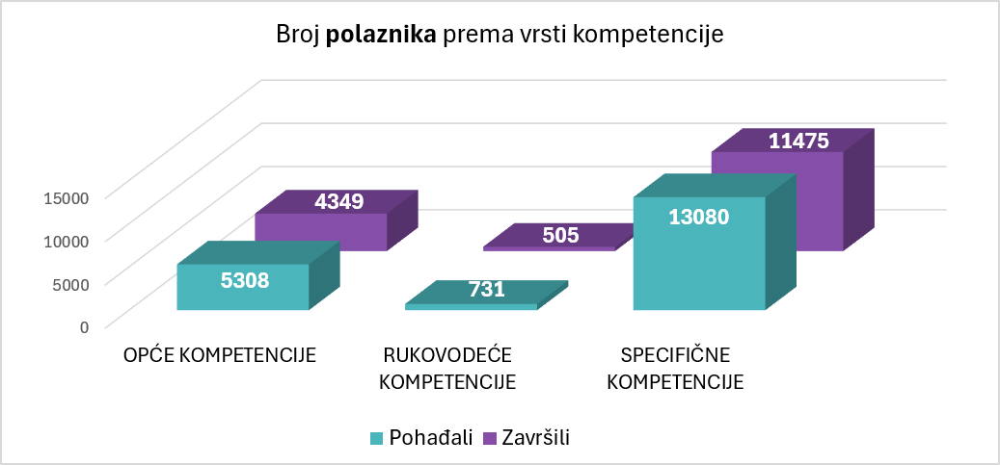 Broj polaznika prema vrsti kompetencije
15000
10000
5000
0
4349
505
11475
5308
731
13080
OPĆE KOMPETENCIJE
RUKOVODEĆE
KOMPETENCIJE
SPECIFIČNE
KOMPETENCIJE
Pohađali
Završili